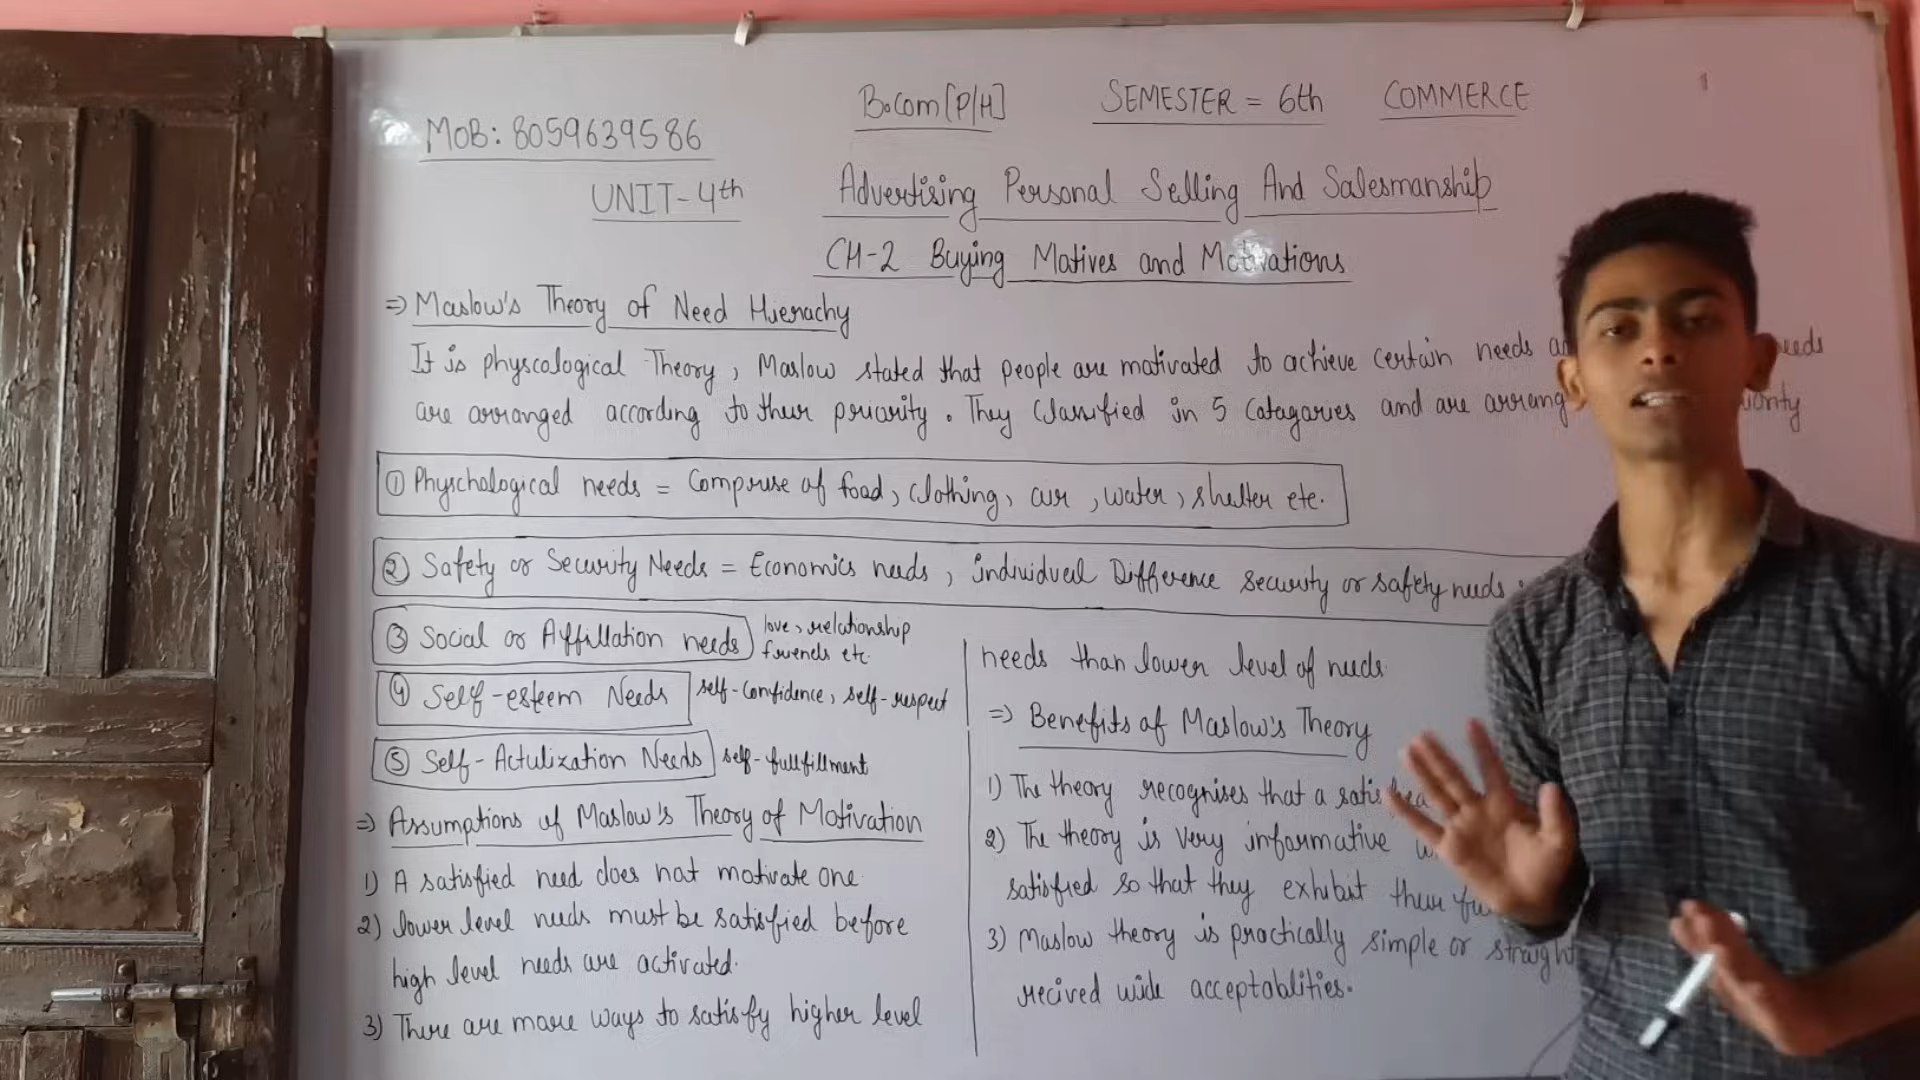 B.Com [P/H] SEMESTER = 6th COMMERCE
MOB: 8059639586
UNIT-4th Advertising Personal Selling And Salesmanship
CH-2 Buying Motives and Motivations
=> Maslow's Theory of Need Hierachy
It is physcological Theory, Maslow stated that people are motivated to achieve certain needs
are arranged according to their priority. They Classified in 5 Catagories and are
① Physchological needs = Comprise of food, clothing, air, water, shelter etc.
② Safety or Security Needs = Economics needs, individual Difference security or safety needs
③ Social or Affillation needs love, relationship
friends etc.
④ Self-esteem Needs self-confidence, self-respect
⑤ Self-Actulization Needs self-fullfillment
=> Assumptions of Maslow's Theory of Motivation
1) A satisfied need does not motivate one
2) lower level needs must be satisfied before
high level needs are activated.
3) There are more ways to satisfy higher level
needs than lower level of needs
=> Benefits of Maslow's Theory
1) The theory recognises that a
2) The theory is very informative
satisfied so that they exhibit their
3) Maslow theory is practically simple or
recived wide acceptablities.